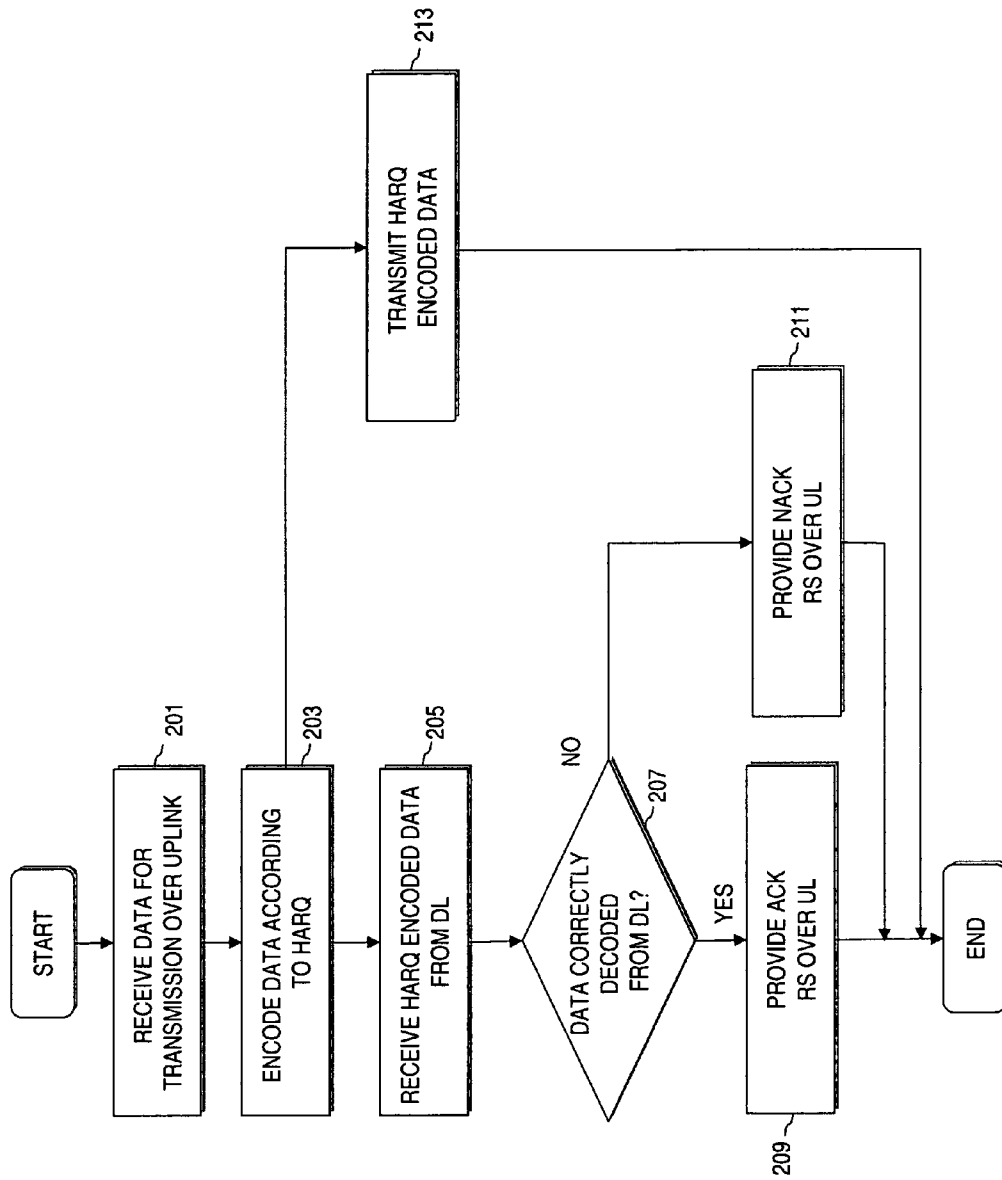 START
RECEIVE DATA FOR
TRANSMISSION OVER UPLINK
201
ENCODE DATA ACCORDING
TO HARQ
203
RECEIVE HARQ ENCODED DATA
FROM DL
205
DATA CORRECTLY
DECODED
FROM DL?
207
NO
YES
PROVIDE ACK
RS OVER UL
209
PROVIDE NACK
RS OVER UL
211
TRANSMIT HARQ
ENCODED DATA
213
END